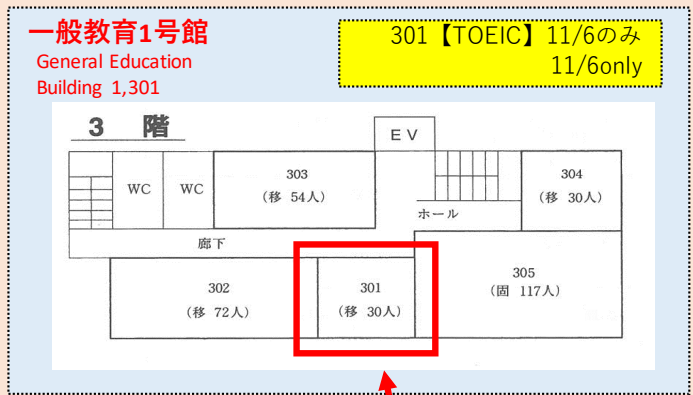 一般教育1号館
General Education
Building 1,301
301【TOEIC】11/6のみ
11/6only
3 階
EV
WC
WC
303
(移 54人)
304
(移 30人)
ホール
廊下
302
(移 72人)
301
(移 30人)
305
(固 117人)